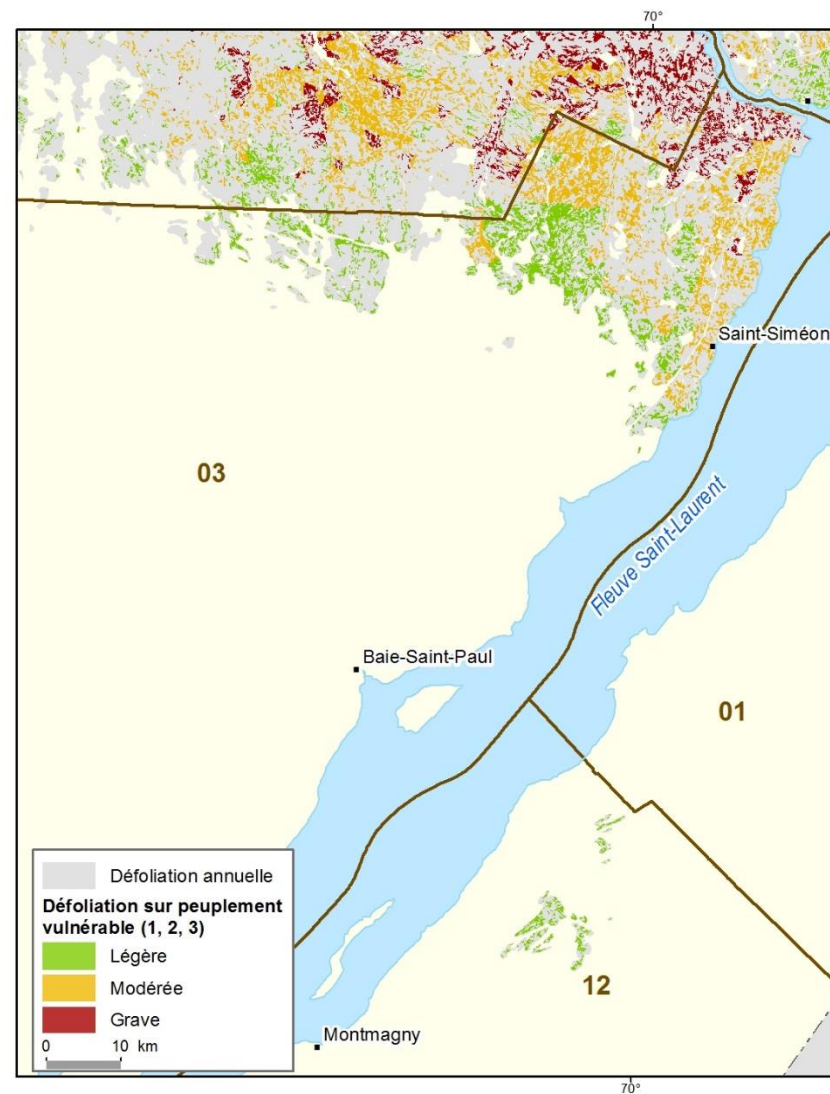 70°
Saint-Siméon
03
Fleuve Saint-Laurent
Baie-Saint-Paul
01
Défoliation annuelle
Défoliation sur peuplement
vulnérable (1, 2, 3)
Légère
Modérée
Grave
0 10 km
12
Montmagny
70°